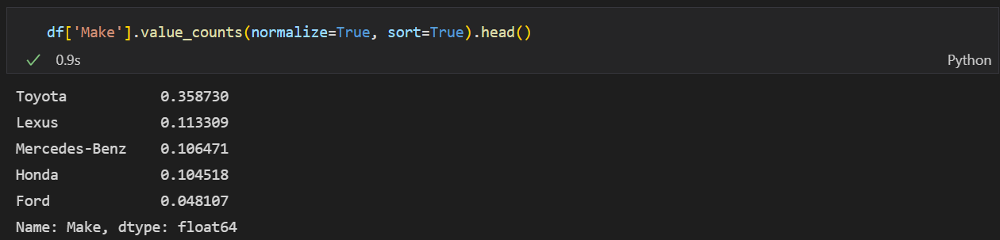 df['Make'].value_counts(normalize=True, sort=True).head()
0.9s
Python
Toyota 0.358730
Lexus 0.113309
Mercedes-Benz 0.106471
Honda 0.104518
Ford 0.048107
Name: Make, dtype: float64